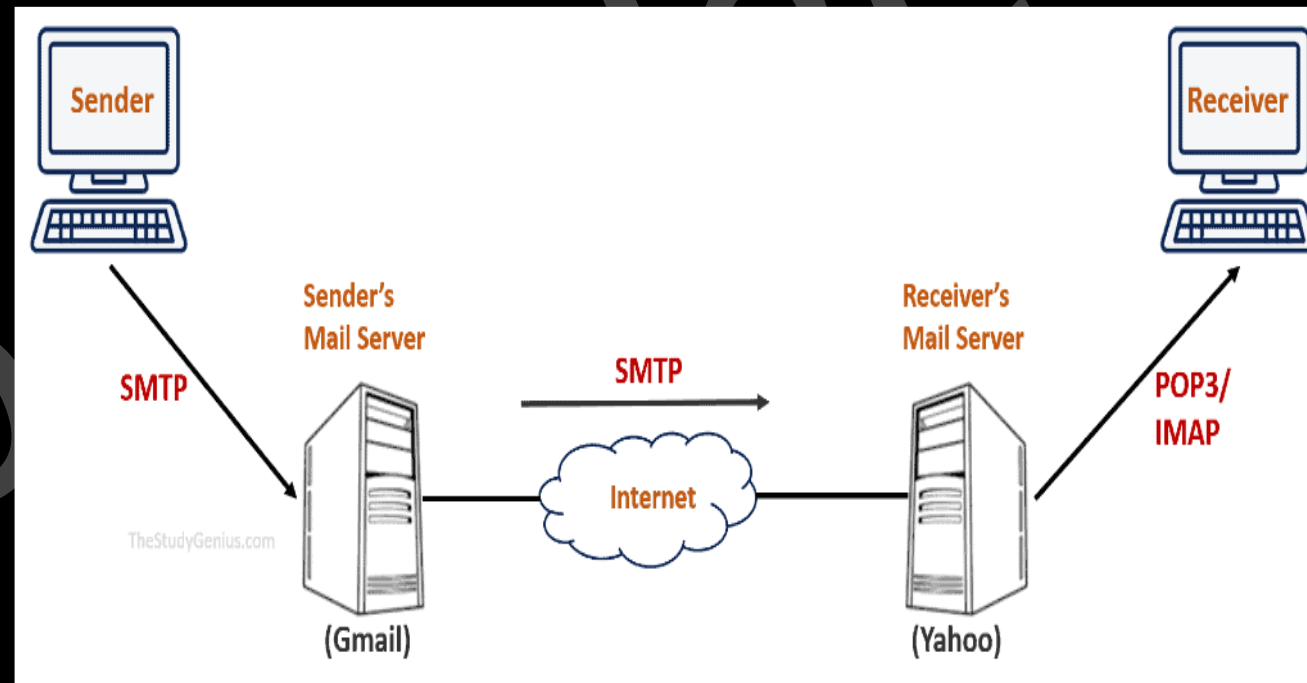 Sender
Receiver
Sender's
Mail Server
Receiver's
Mail Server
SMTP
SMTP
POP3/
IMAP
Internet
TheStudyGenius.com
(Gmail)
(Yahoo)